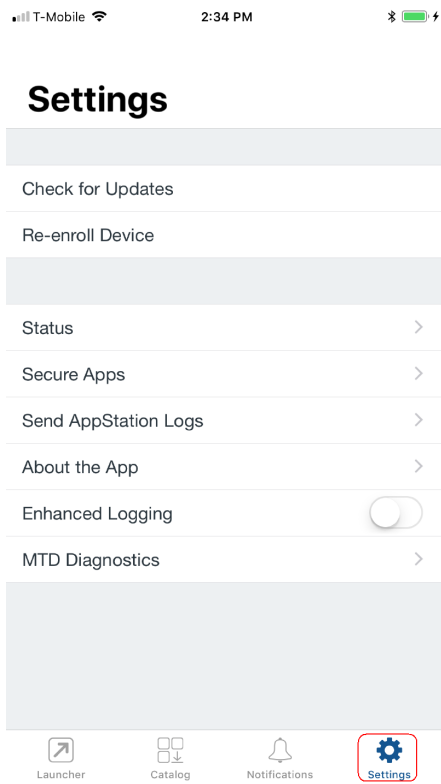 T-Mobile 2:34 PM
Settings
Check for Updates
Re-enroll Device
Status
Secure Apps
Send AppStation Logs
About the App
Enhanced Logging
MTD Diagnostics
Launcher Catalog Notifications Settings